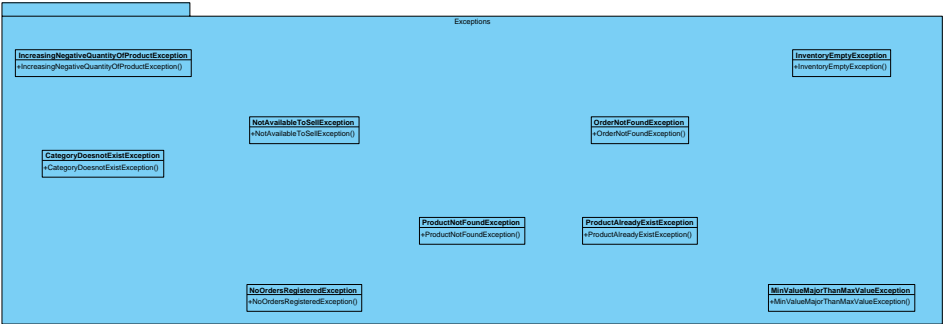 Exceptions
IncreasingNegativeQuantityOfProductException
+IncreasingNegativeQuantityOfProductException()
InventoryEmptyException
+InventoryEmptyException()
NotAvailableToSellException
+NotAvailableToSellException()
OrderNotFoundException
+OrderNotFoundException()
CategoryDoesnotExistException
+CategoryDoesnotExistException()
ProductNotFoundException
+ProductNotFoundException()
ProductAlreadyExistException
+ProductAlreadyExistException()
NoOrdersRegisteredException
+NoOrdersRegisteredException()
MinValueMajorThanMaxValueException
+MinValueMajorThanMaxValueException()